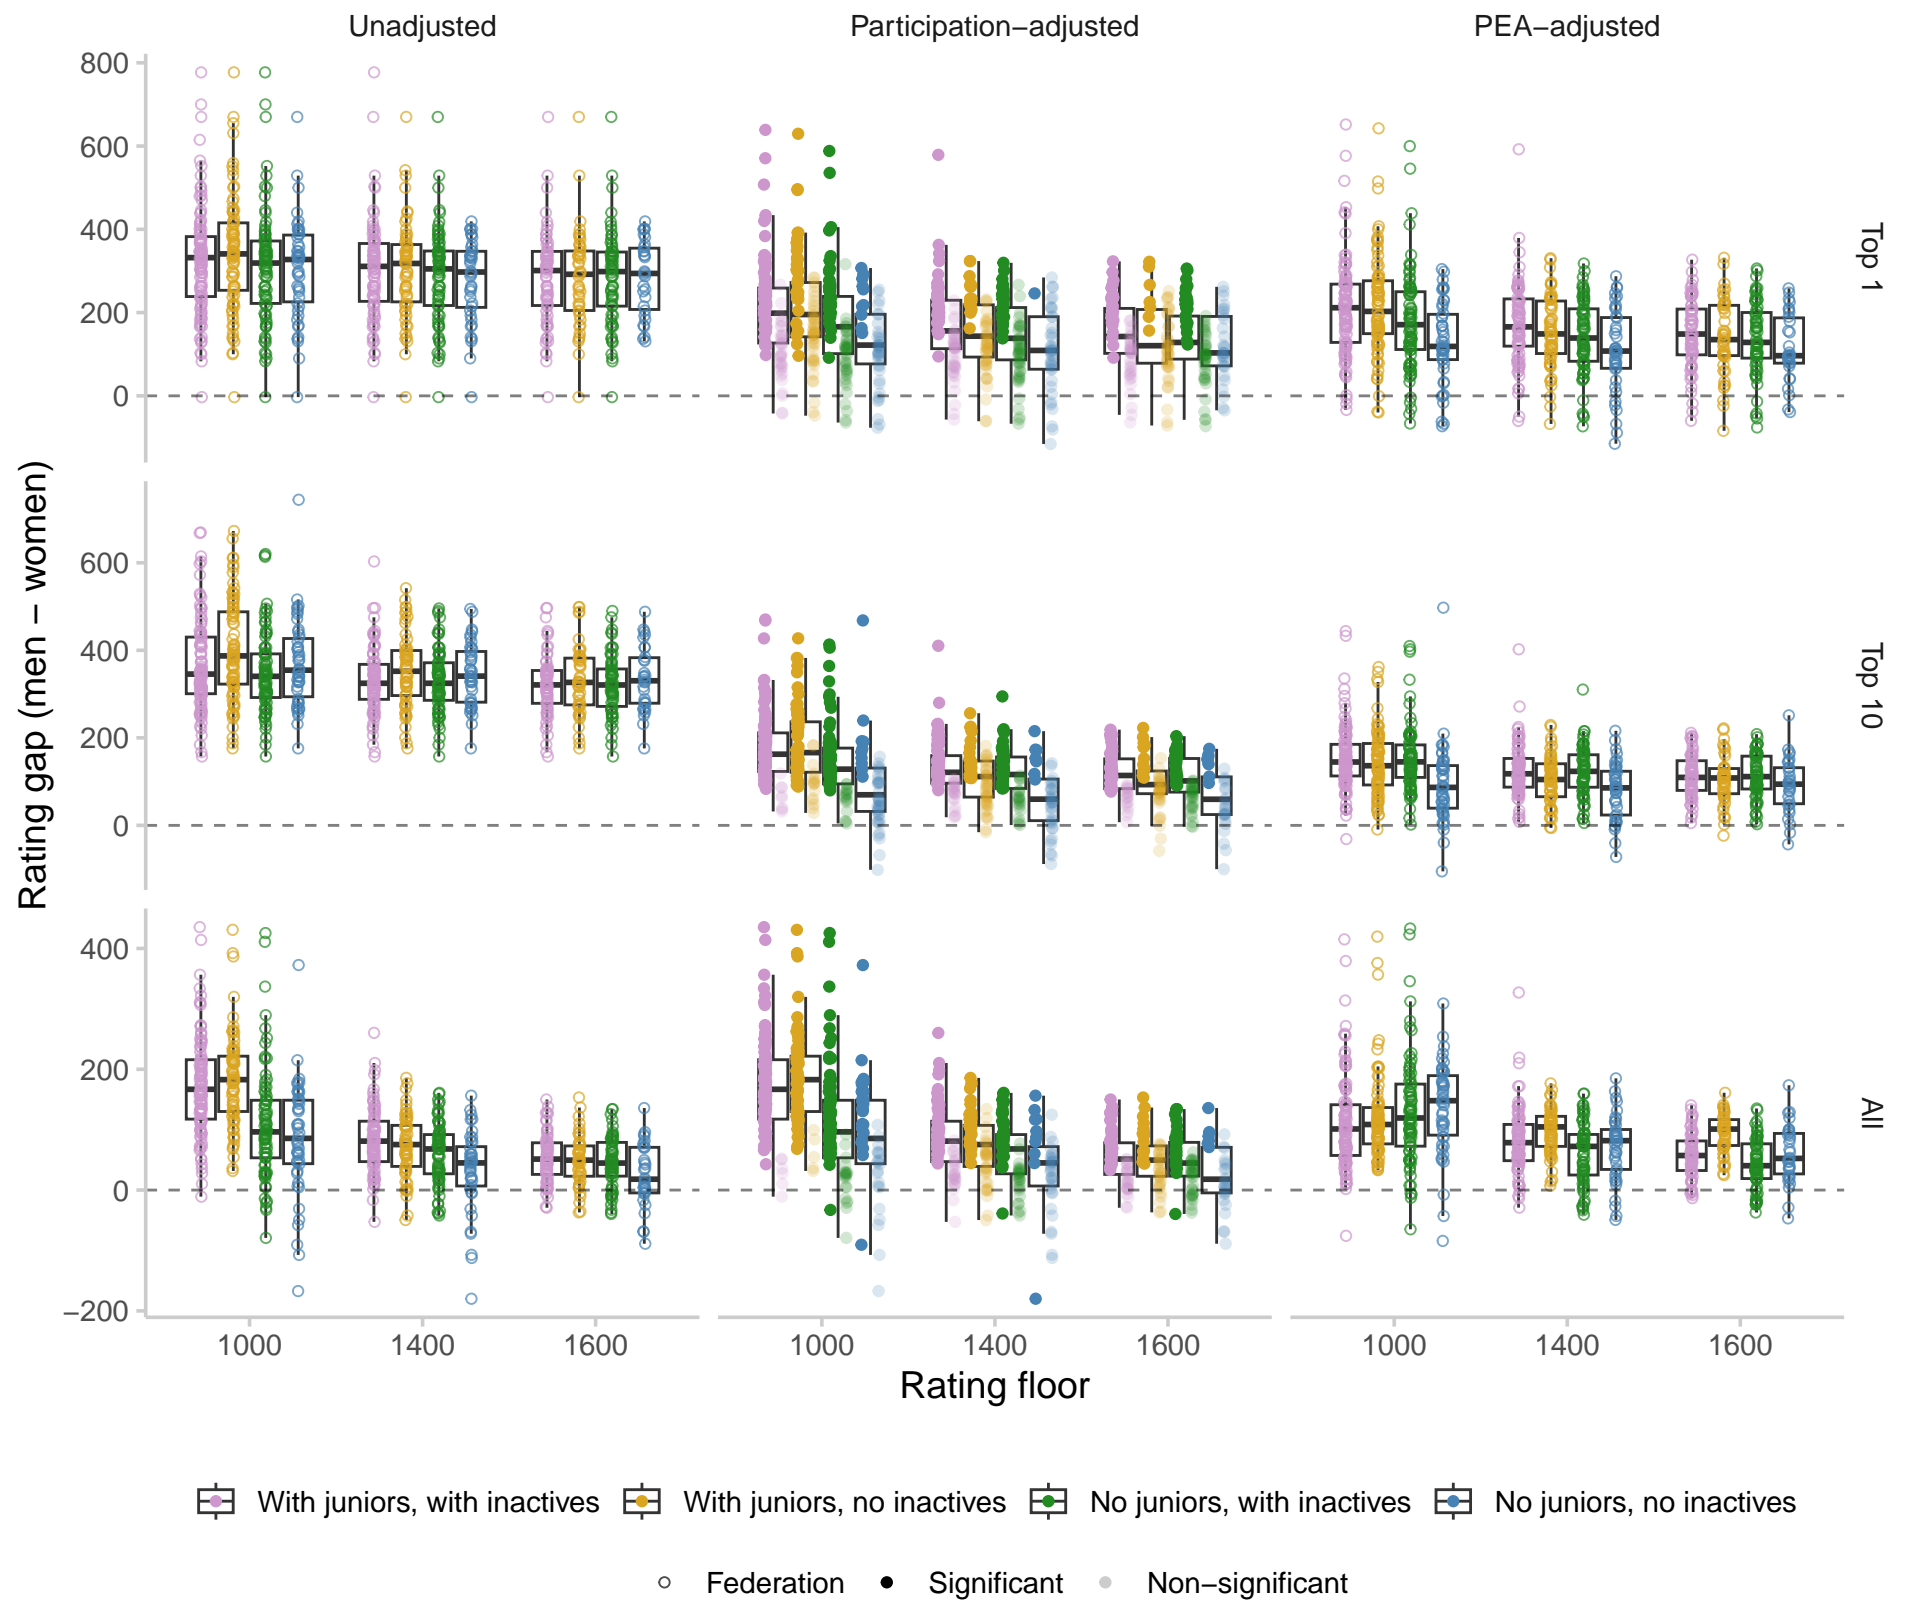 Unadjusted Participation−adjusted PEA−adjusted
800
600
400
200
0
Top 1
600
400
200
0
Top 10
400
200
0
−200
All
Rating gap (men − women)
1000 1400 1600 1000 1400 1600 1000 1400 1600
Rating floor
With juniors, with inactives With juniors, no inactives No juniors, with inactives No juniors, no inactives
Federation Significant Non−significant